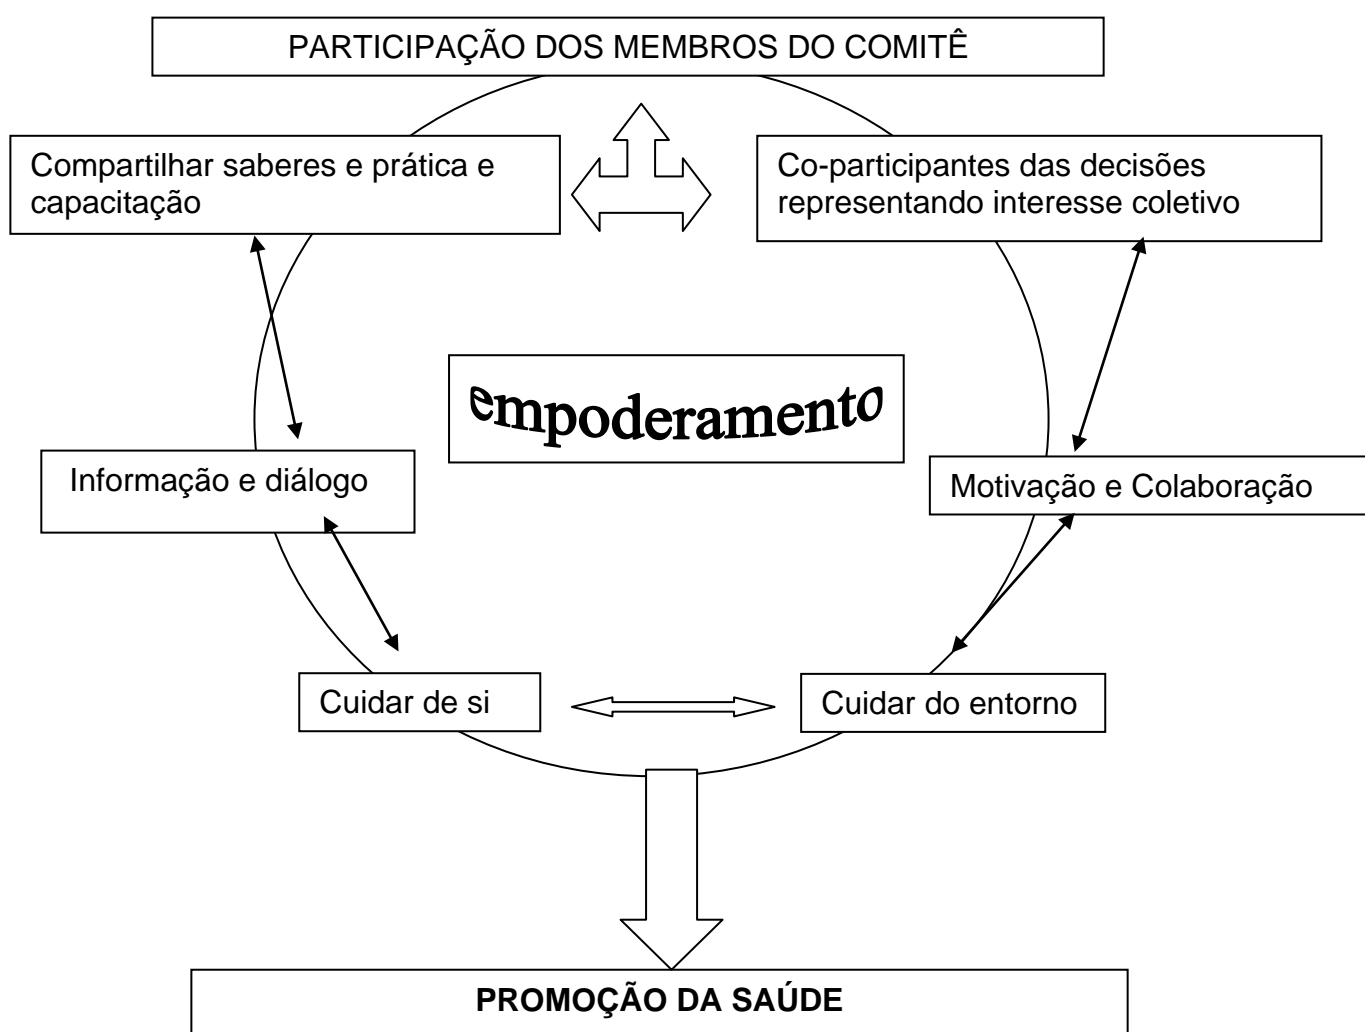 PARTICIPAÇÃO DOS MEMBROS DO COMITÊ
Compartilhar saberes e prática e
capacitação
Co-participantes das decisões
representando interesse coletivo
empoderamento
Informação e diálogo
Motivação e Colaboração
Cuidar de si
Cuidar do entorno
PROMOÇÃO DA SAÚDE